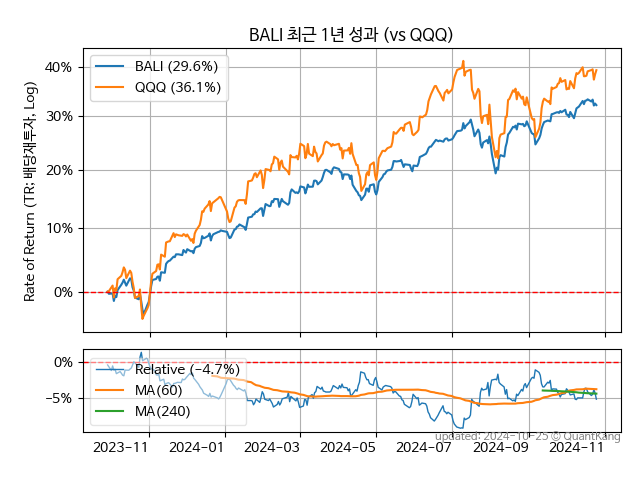 BALI 최근 1년 성과 (vs QQQ)
BALI (29.6%)
QQQ (36.1%)
40%
30%
20%
10%
0%
Rate of Return (TR: 배당재투자, Log)
0%
−5%
Relative (−4.7%)
MA(60)
MA(240)
updated: 2024-10-25 © QuantKang
2023-11
2024-01
2024-03
2024-05
2024-07
2024-09
2024-11